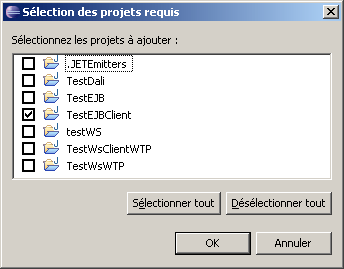 Sélection des projets requis
Sélectionnez les projets à ajouter :
.JETEmitters
TestDali
TestEJB
TestEJBClient
testWS
TestWsClientWTP
TestWsWTP
Sélectionner tout
Désélectionner tout
OK
Annuler